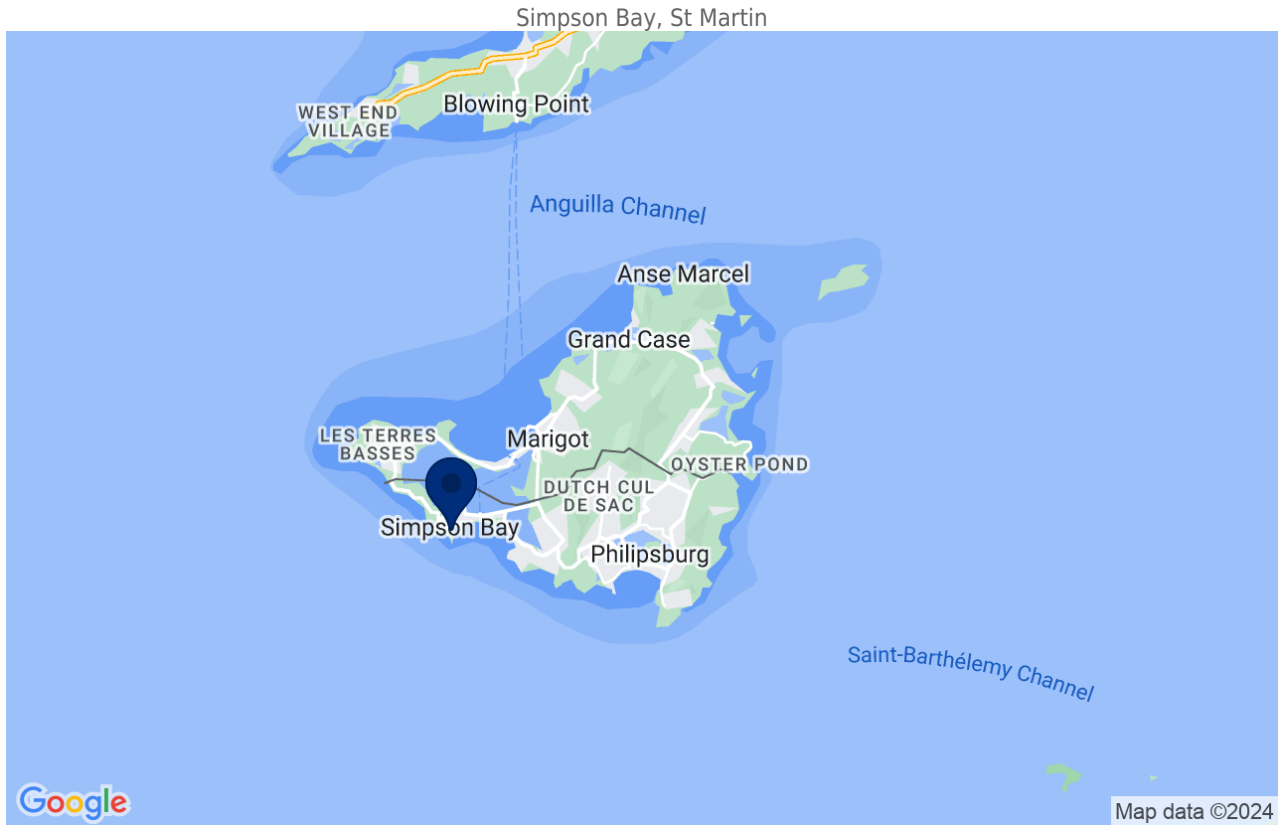 Simpson Bay, St Martin
Blowing Point
WEST END
VILLAGE
Anguilla Channel
Anse Marcel
Grand Case
LES TERRES
BASSES
Marigot
OYSTER POND
DUTCH CUL
DE SAC
Simpson Bay
Philipsburg
Saint-Barthélemy Channel
Google
Map data ©2024